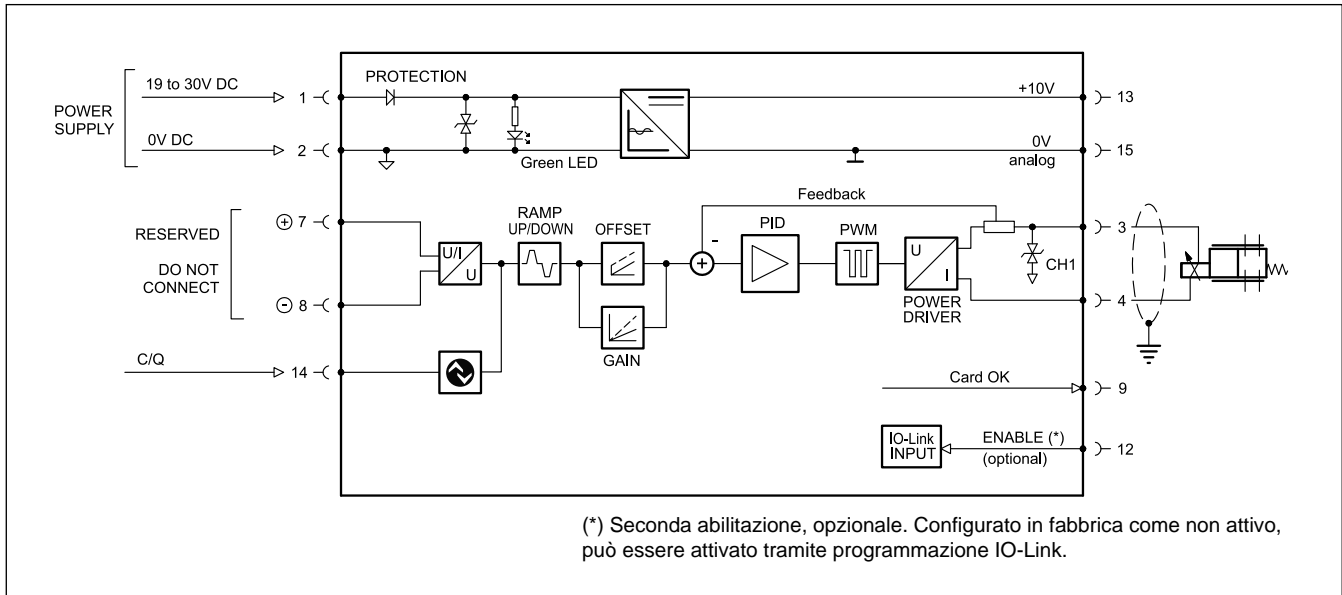 PROTECTION
19 to 30V DC
1
+10V
13
POWER
SUPPLY
0V DC
2
Green LED
0V
analog
15
Feedback
RESERVED
DO NOT
CONNECT
+ 7
- 8
U/I
U
RAMP
UP/DOWN
OFFSET
GAIN
+
-
PID
PWM
U
I
POWER
DRIVER
CH1
3
4
C/Q
14
Card OK
9
IO-Link
INPUT
ENABLE (*)
(optional)
12
(*) Seconda abilitazione, opzionale. Configurato in fabbrica come non attivo,
può essere attivato tramite programmazione IO-Link.